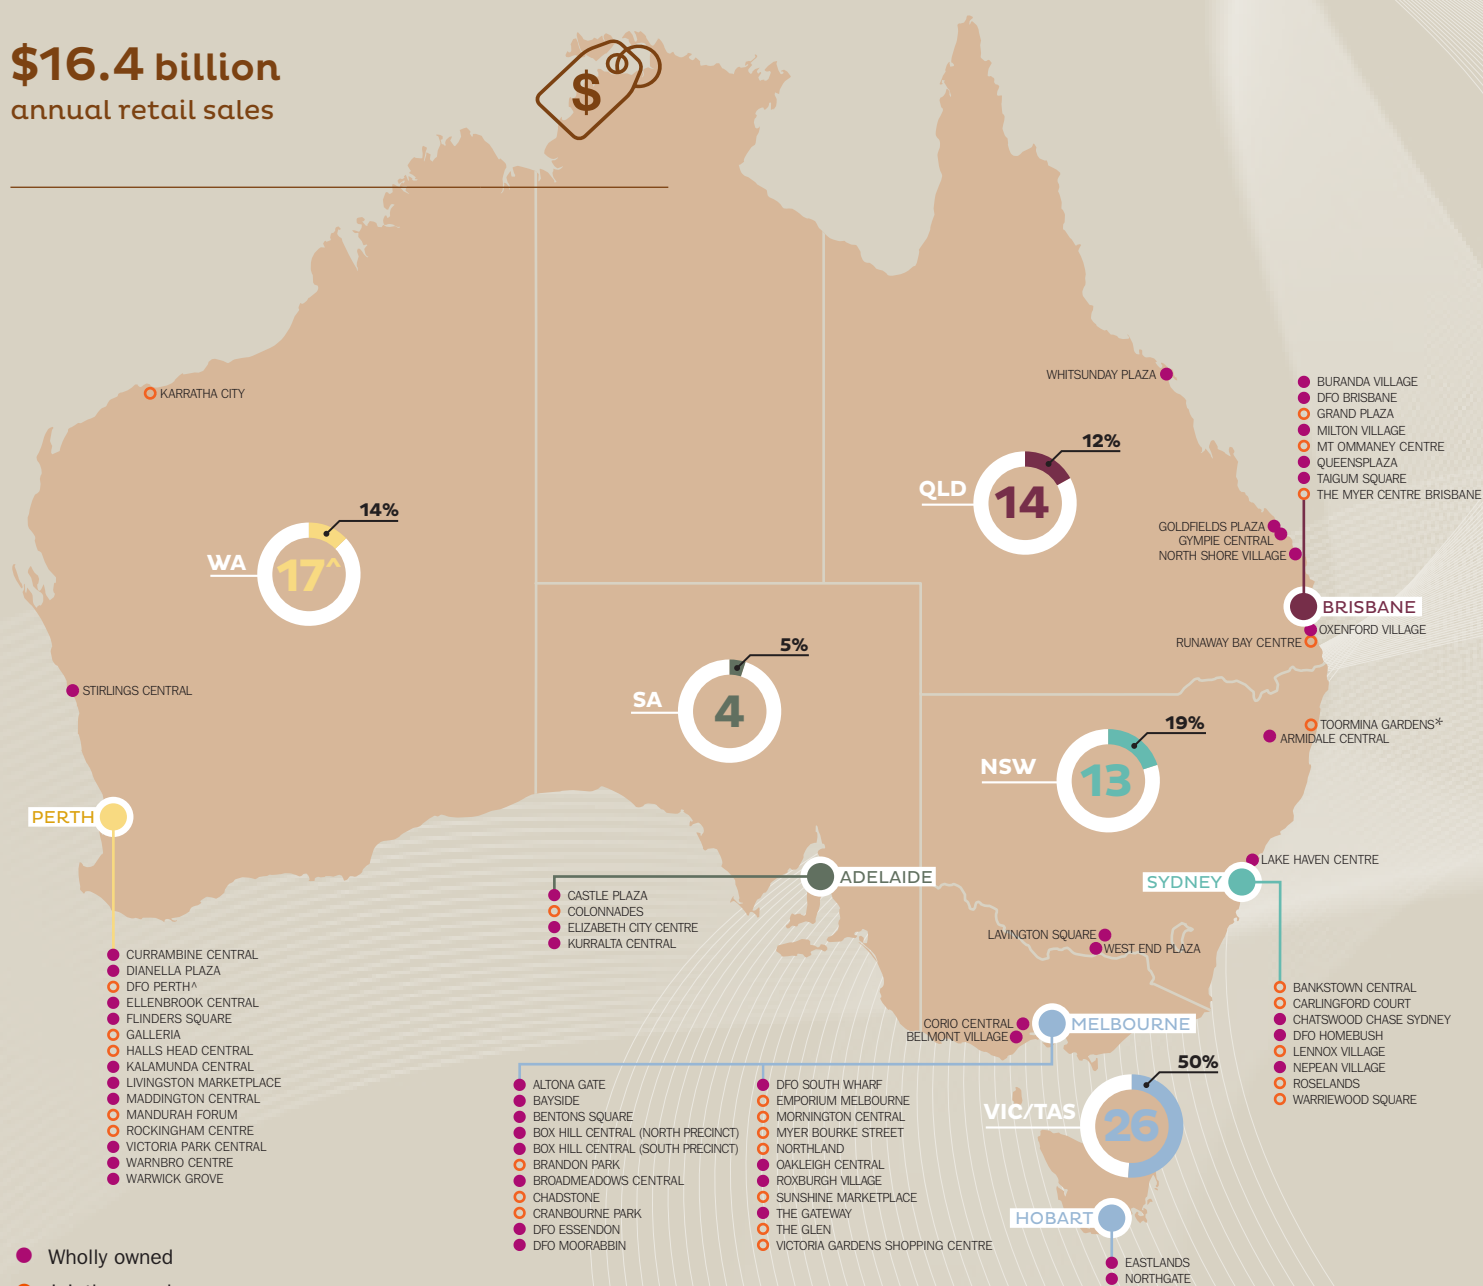 $16.4 billion
annual retail sales
$
KARRATHA CITY
WA
14%
17^
STIRLINGS CENTRAL
PERTH
CURRAMBINE CENTRAL
DIANELLA PLAZA
DFO PERTH^
ELLENBROOK CENTRAL
FLINDERS SQUARE
GALLERIA
HALLS HEAD CENTRAL
KALAMUNDA CENTRAL
LIVINGSTON MARKETPLACE
MADDINGTON CENTRAL
MANDURAH FORUM
ROCKINGHAM CENTRE
VICTORIA PARK CENTRAL
WARNBRO CENTRE
WARWICK GROVE
SA
5%
4
ADELAIDE
CASTLE PLAZA
COLONNADES
ELIZABETH CITY CENTRE
KURRALTA CENTRAL
WHITSUNDAY PLAZA
QLD
12%
14
BURANDA VILLAGE
DFO BRISBANE
GRAND PLAZA
MILTON VILLAGE
MT OMMANEY CENTRE
QUEENSPLAZA
TAIGUM SQUARE
THE MYER CENTRE BRISBANE
GOLDFIELDS PLAZA
GYMPIE CENTRAL
NORTH SHORE VILLAGE
BRISBANE
OXENFORD VILLAGE
RUNAWAY BAY CENTRE
NSW
19%
13
TOORMINA GARDENS*
ARMIDALE CENTRAL
LAKE HAVEN CENTRE
SYDNEY
LAVINGTON SQUARE
WEST END PLAZA
BANKSTOWN CENTRAL
CARLINGFORD COURT
CHATSWOOD CHASE SYDNEY
DFO HOMEBUSH
LENNOX VILLAGE
NEPEAN VILLAGE
ROSELANDS
WARRIEWOOD SQUARE
CORIO CENTRAL
BELMONT VILLAGE
MELBOURNE
VIC/TAS
50%
26
ALTONA GATE
BAYSIDE
BENTONS SQUARE
BOX HILL CENTRAL (NORTH PRECINCT)
BOX HILL CENTRAL (SOUTH PRECINCT)
BRANDON PARK
BROADMEADOWS CENTRAL
CHADSTONE
CRANBOURNE PARK
DFO ESSENDON
DFO MOORABBIN
DFO SOUTH WHARF
EMPORIUM MELBOURNE
MORNINGTON CENTRAL
MYER BOURKE STREET
NORTHLAND
OAKLEIGH CENTRAL
ROXBURGH VILLAGE
SUNSHINE MARKETPLACE
THE GATEWAY
THE GLEN
VICTORIA GARDENS SHOPPING CENTRE
HOBART
EASTLANDS
NORTHGATE
Wholly owned